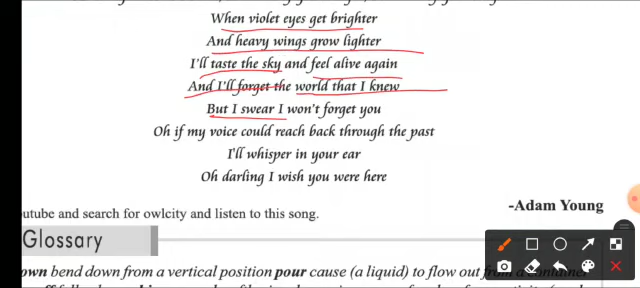 When violet eyes get brighter
And heavy wings grow lighter
I'll taste the sky and feel alive again
And I'll forget the world that I knew
But I swear I won't forget you
Oh if my voice could reach back through the past
I'll whisper in your ear
Oh darling I wish you were here
-Adam Young
utube and search for owlcity and listen to this song.
Glossary
own bend down from a vertical position pour cause (a liquid) to flow out from a container